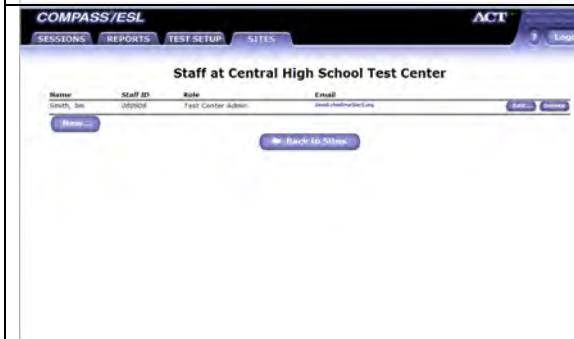 COMPASS/ESL ACT
SESSIONS REPORTS TEST SETUP SITES ?
Staff at Central High School Test Center
Name Staff ID Role Email
Smith, Jim Test Center Admin Edit... Delete
New...
Back to Sites